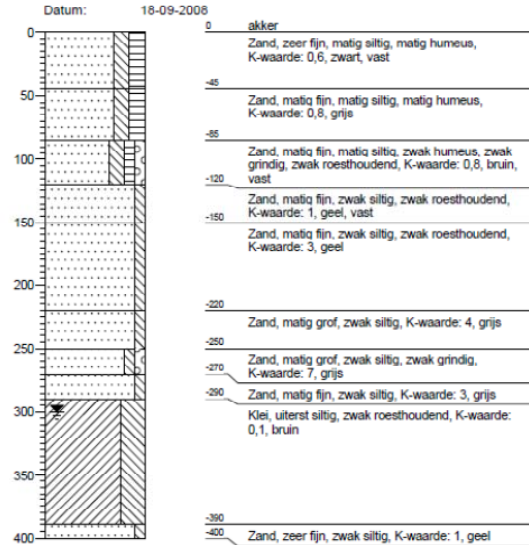 Datum: 18-09-2008
0
0 akker
Zand, zeer fijn, matig siltig, matig humeus,
K-waarde: 0,6, zwart, vast
-45
50
Zand, matig fijn, matig siltig, matig humeus,
K-waarde: 0,8, grijs
-85
100
Zand, matig fijn, matig siltig, zwak humeus, zwak
grindig, zwak roesthoudend, K-waarde: 0,8, bruin,
vast
-120
Zand, matig fijn, zwak siltig, zwak roesthoudend,
K-waarde: 1, geel, vast
150
-150
Zand, matig fijn, zwak siltig, zwak roesthoudend,
K-waarde: 3, geel
200
-220
Zand, matig grof, zwak siltig, K-waarde: 4, grijs
250
-250
Zand, matig grof, zwak siltig, zwak grindig,
K-waarde: 7, grijs
-270
-290
Zand, matig fijn, zwak siltig, K-waarde: 3, grijs
300
Klei, uiterst siltig, zwak roesthoudend, K-waarde:
0,1, bruin
350
-390
400
-400
Zand, zeer fijn, zwak siltig, K-waarde: 1, geel